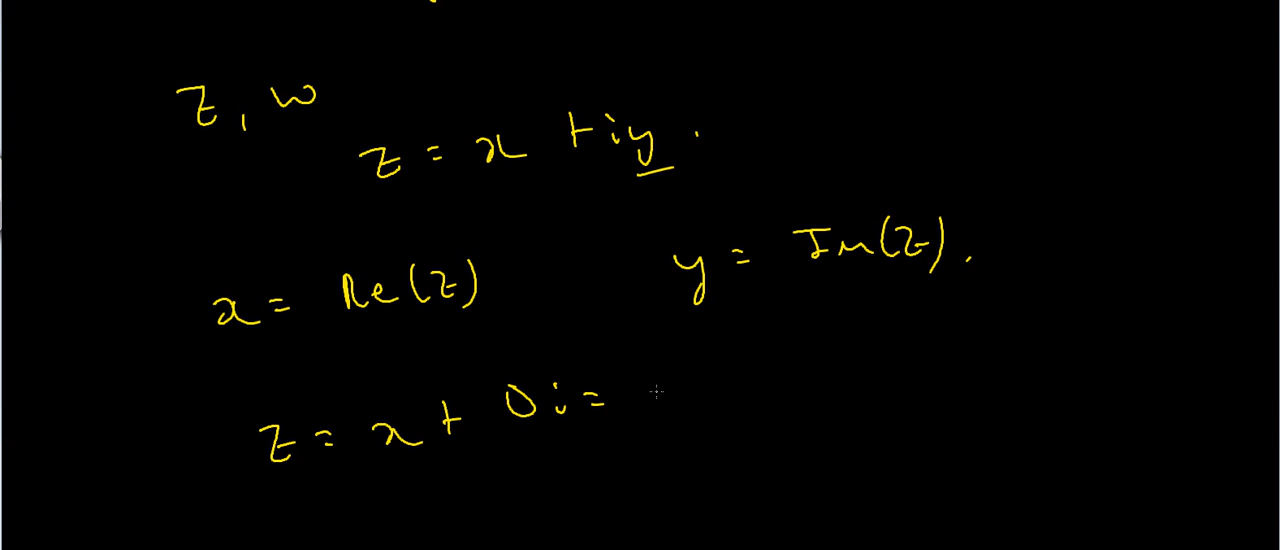 z, w
z = x + iy.
x = Re(z) y = Im(z).
z = x + 0i =